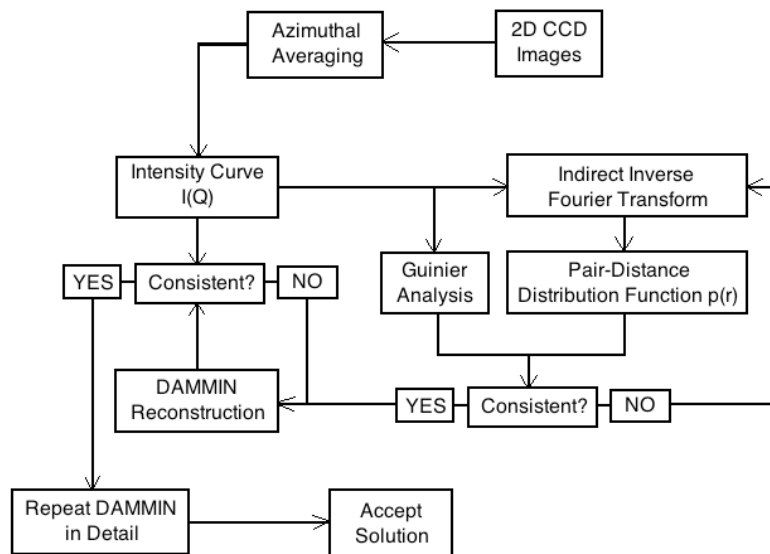 Azimuthal
Averaging
2D CCD
Images
Intensity Curve
I(Q)
Indirect Inverse
Fourier Transform
YES
Consistent?
NO
Guinier
Analysis
Pair-Distance
Distribution Function p(r)
DAMMIN
Reconstruction
YES
Consistent?
NO
Repeat DAMMIN
in Detail
Accept
Solution